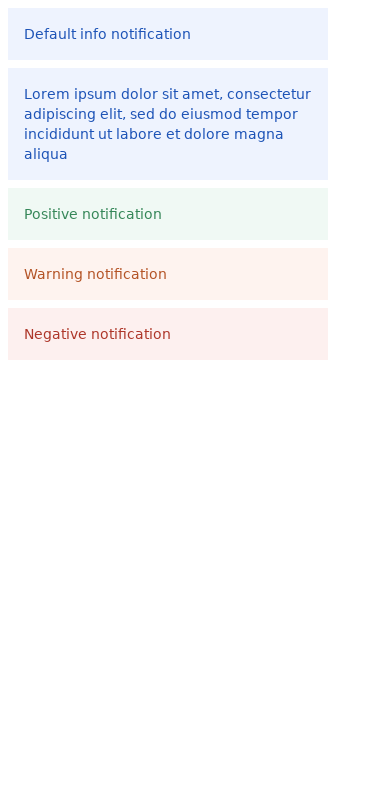 Default info notification
Lorem ipsum dolor sit amet, consectetur
adipiscing elit, sed do eiusmod tempor
incididunt ut labore et dolore magna
aliqua
Positive notification
Warning notification
Negative notification